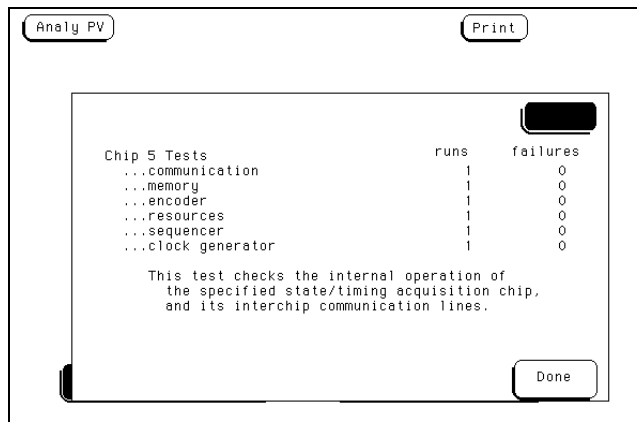 Analy PV Print
Chip 5 Tests runs failures
...communication 1 0
...memory 1 0
...encoder 1 0
...resources 1 0
...sequencer 1 0
...clock generator 1 0
This test checks the internal operation of
the specified state/timing acquisition chip,
and its interchip communication lines.
Done